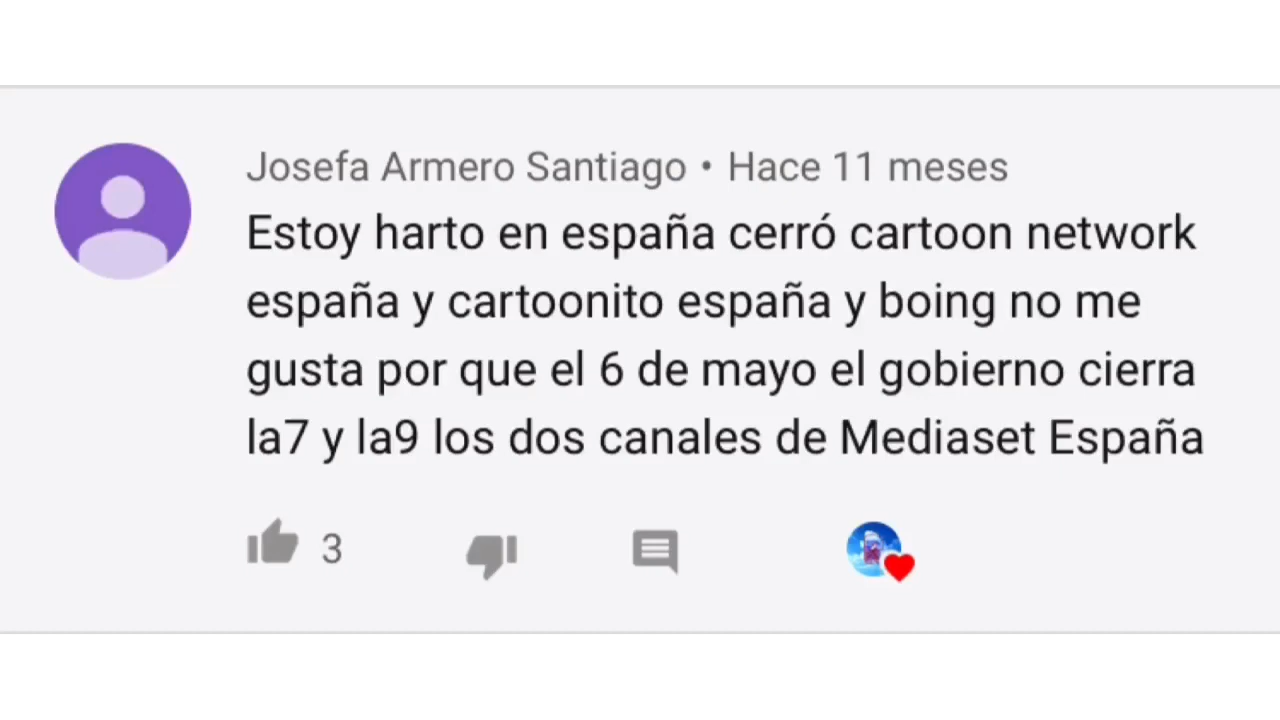 Josefa Armero Santiago • Hace 11 meses
Estoy harto en españa cerró cartoon network
españa y cartoonito españa y boing no me
gusta por que el 6 de mayo el gobierno cierra
la7 y la9 los dos canales de Mediaset España
3